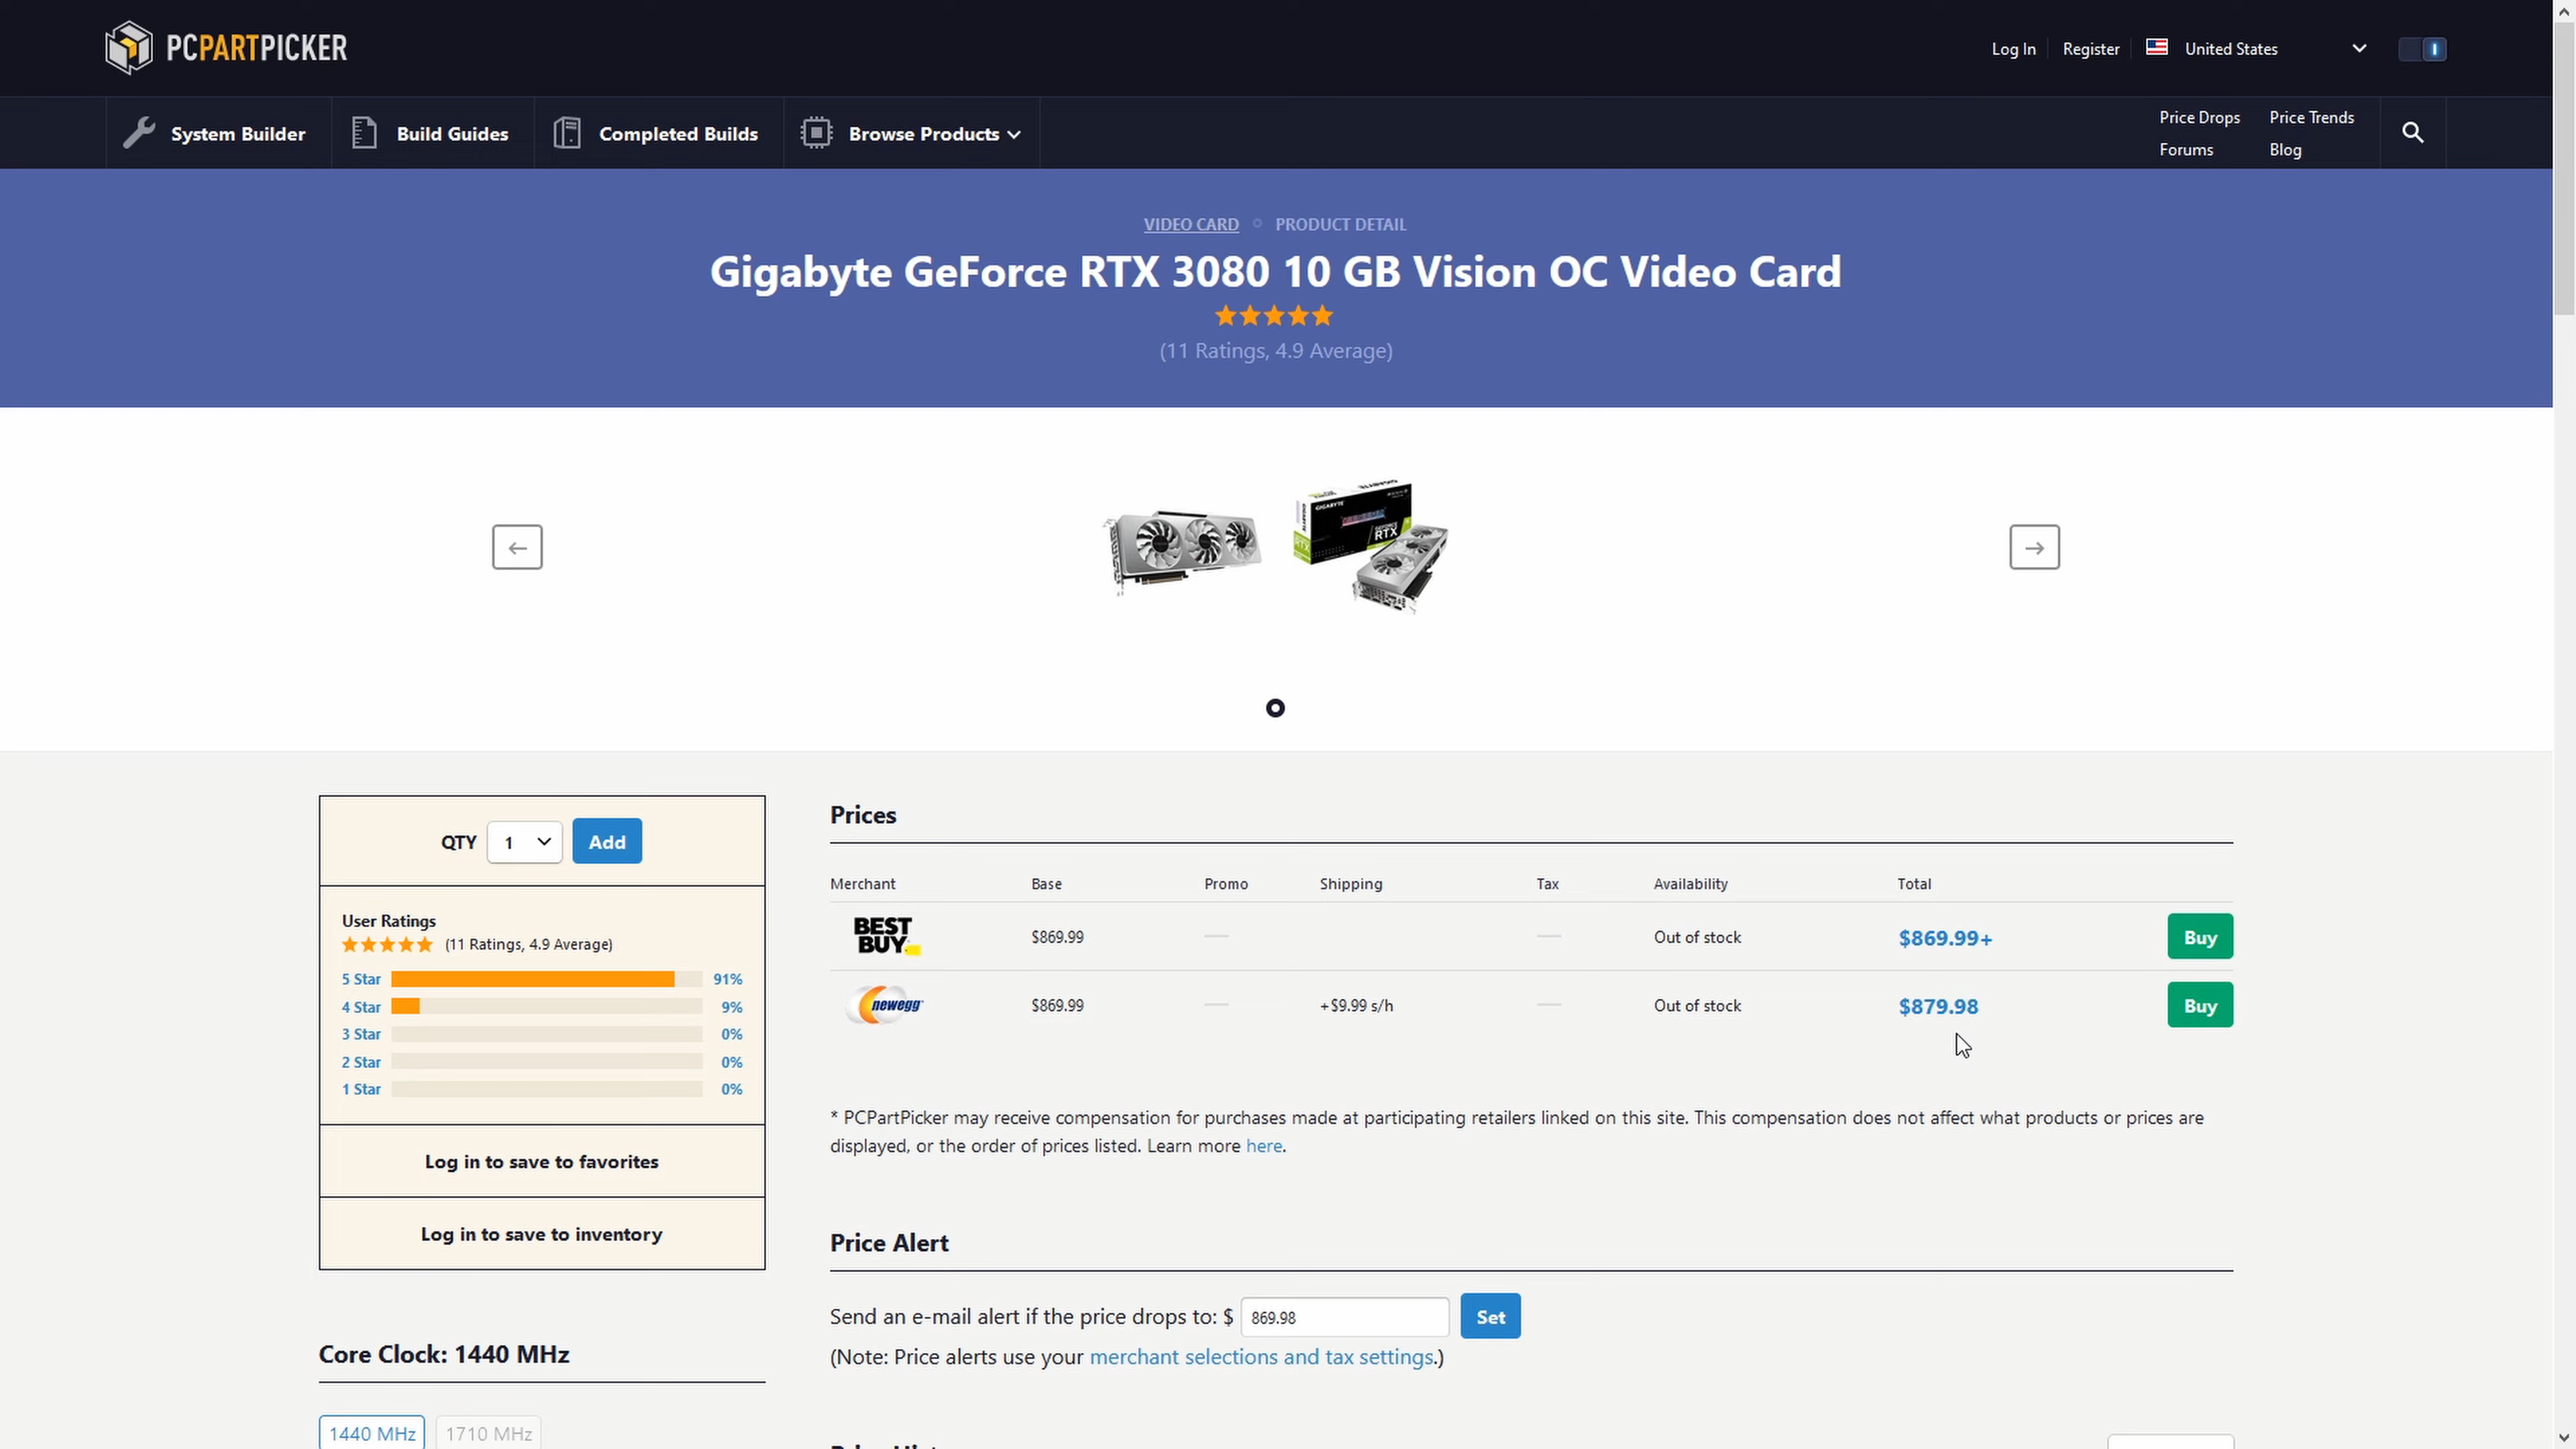 PCPARTPICKER
Log In
Register
United States
System Builder
Build Guides
Completed Builds
Browse Products
Price Drops
Price Trends
Forums
Blog
VIDEO CARD
PRODUCT DETAIL
Gigabyte GeForce RTX 3080 10 GB Vision OC Video Card
(11 Ratings, 4.9 Average)
GIGABYTE
GEFORCE
RTX
QTY 1 Add
User Ratings
(11 Ratings, 4.9 Average)
5 Star 91%
4 Star 9%
3 Star 0%
2 Star 0%
1 Star 0%
Log in to save to favorites
Log in to save to inventory
Core Clock: 1440 MHz
1440 MHz 1710 MHz
Prices
Merchant Base Promo Shipping Tax Availability Total
BEST BUY $869.99 — — Out of stock $869.99+ Buy
newegg $869.99 — +$9.99 s/h — Out of stock $879.98 Buy
* PCPartPicker may receive compensation for purchases made at participating retailers linked on this site. This compensation does not affect what products or prices are
displayed, or the order of prices listed. Learn more here.
Price Alert
Send an e-mail alert if the price drops to: $ 869.98 Set
(Note: Price alerts use your merchant selections and tax settings.)